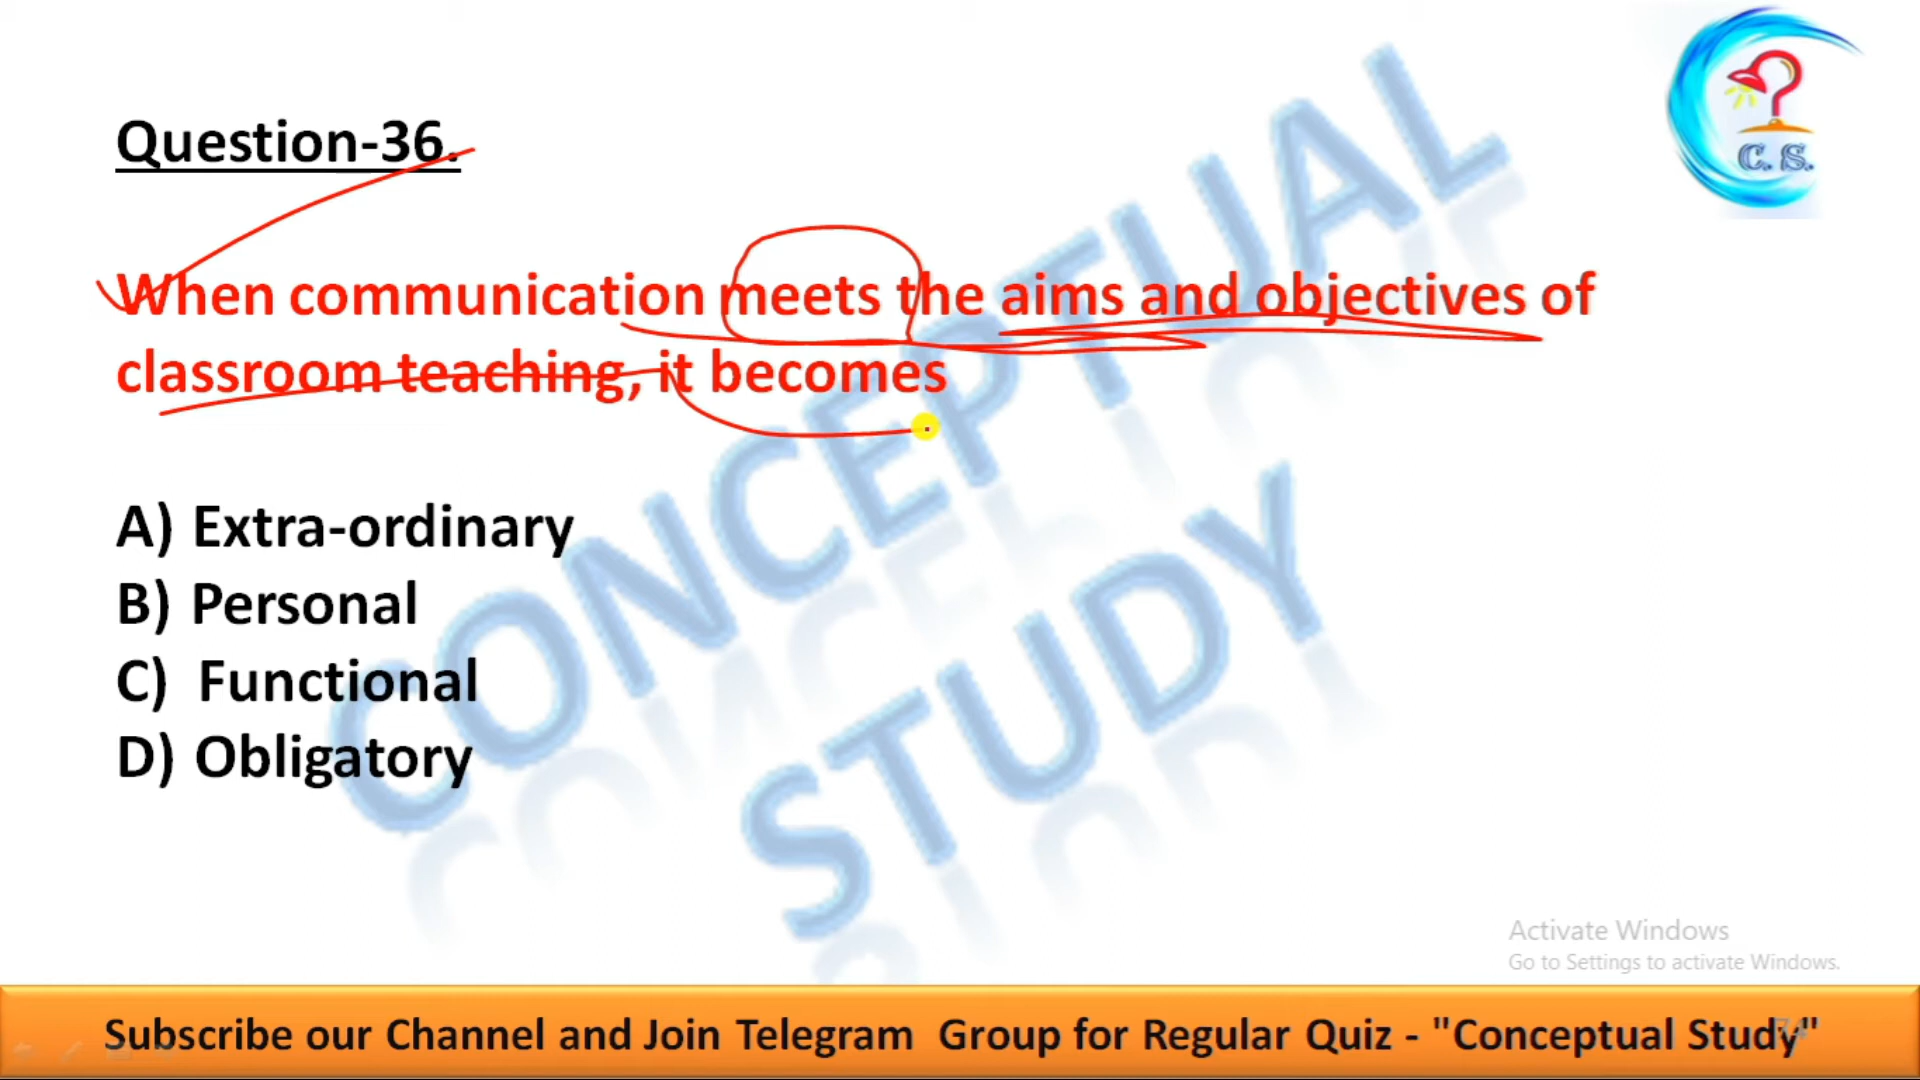 C. S.
Question-36.
When communication meets the aims and objectives of
classroom teaching, it becomes
A) Extra-ordinary
B) Personal
C) Functional
D) Obligatory
CONCEPTUAL
STUDY
Activate Windows
Go to Settings to activate Windows.
Subscribe our Channel and Join Telegram Group for Regular Quiz - "Conceptual Study"